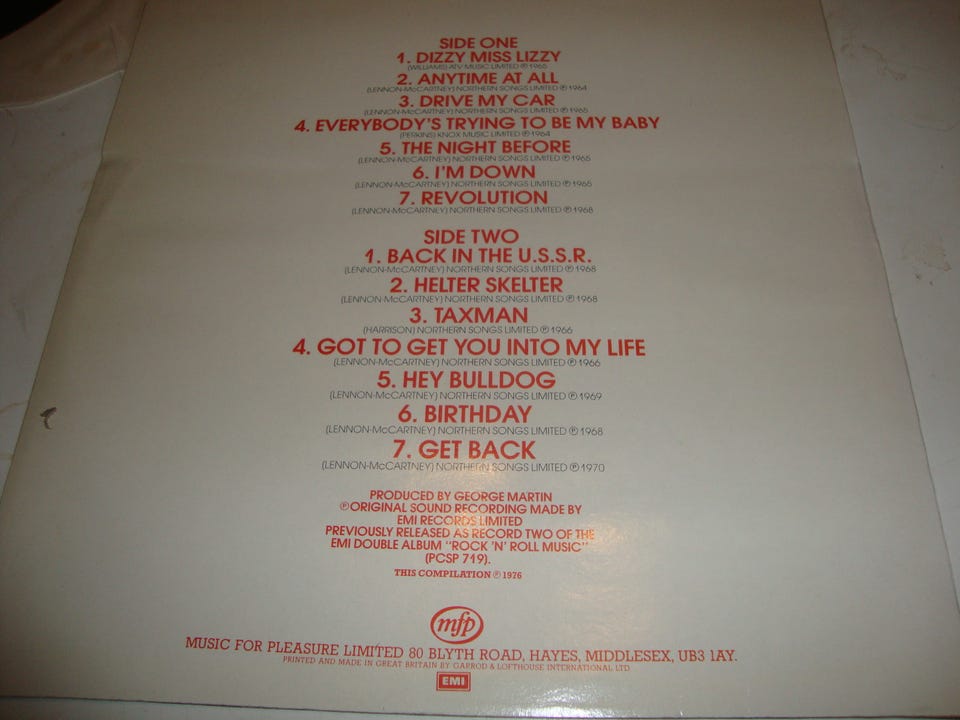 SIDE ONE
1. DIZZY MISS LIZZY
(WILLIAMS) ATV MUSIC LIMITED ℗ 1965
2. ANYTIME AT ALL
(LENNON-McCARTNEY) NORTHERN SONGS LIMITED ℗ 1964
3. DRIVE MY CAR
(LENNON-McCARTNEY) NORTHERN SONGS LIMITED ℗ 1965
4. EVERYBODY'S TRYING TO BE MY BABY
(PERKINS) KNOX MUSIC LIMITED ℗ 1964
5. THE NIGHT BEFORE
(LENNON-McCARTNEY) NORTHERN SONGS LIMITED ℗ 1965
6. I'M DOWN
(LENNON-McCARTNEY) NORTHERN SONGS LIMITED ℗ 1965
7. REVOLUTION
(LENNON-McCARTNEY) NORTHERN SONGS LIMITED ℗ 1968
SIDE TWO
1. BACK IN THE U.S.S.R.
(LENNON-McCARTNEY) NORTHERN SONGS LIMITED ℗ 1968
2. HELTER SKELTER
(LENNON-McCARTNEY) NORTHERN SONGS LIMITED ℗ 1968
3. TAXMAN
(HARRISON) NORTHERN SONGS LIMITED ℗ 1966
4. GOT TO GET YOU INTO MY LIFE
(LENNON-McCARTNEY) NORTHERN SONGS LIMITED ℗ 1966
5. HEY BULLDOG
(LENNON-McCARTNEY) NORTHERN SONGS LIMITED ℗ 1969
6. BIRTHDAY
(LENNON-McCARTNEY) NORTHERN SONGS LIMITED ℗ 1968
7. GET BACK
(LENNON-McCARTNEY) NORTHERN SONGS LIMITED ℗ 1970
PRODUCED BY GEORGE MARTIN
℗ ORIGINAL SOUND RECORDING MADE BY
EMI RECORDS LIMITED
PREVIOUSLY RELEASED AS RECORD TWO OF THE
EMI DOUBLE ALBUM "ROCK 'N' ROLL MUSIC"
(PCSP 719).
THIS COMPILATION ℗ 1976
mfp
MUSIC FOR PLEASURE LIMITED 80 BLYTH ROAD, HAYES, MIDDLESEX, UB3 1AY.
PRINTED AND MADE IN GREAT BRITAIN BY GARROD & LOFTHOUSE INTERNATIONAL LTD
EMI